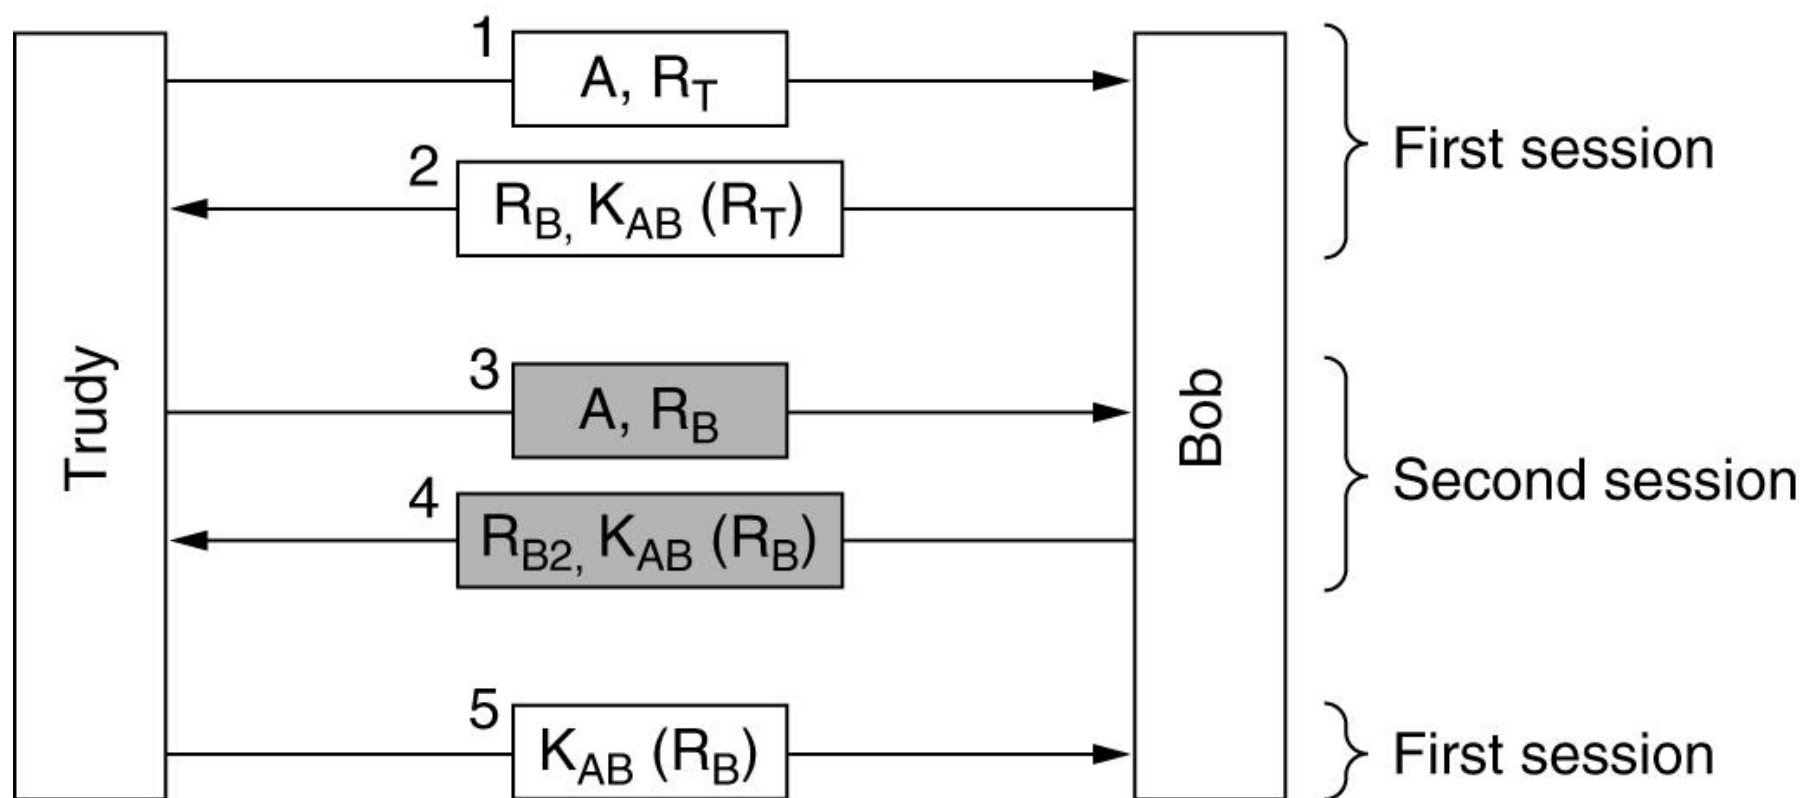 1
A, R_T
First session
2
R_B, K_AB (R_T)
Trudy
Bob
3
A, R_B
Second session
4
R_B2, K_AB (R_B)
5
K_AB (R_B)
First session